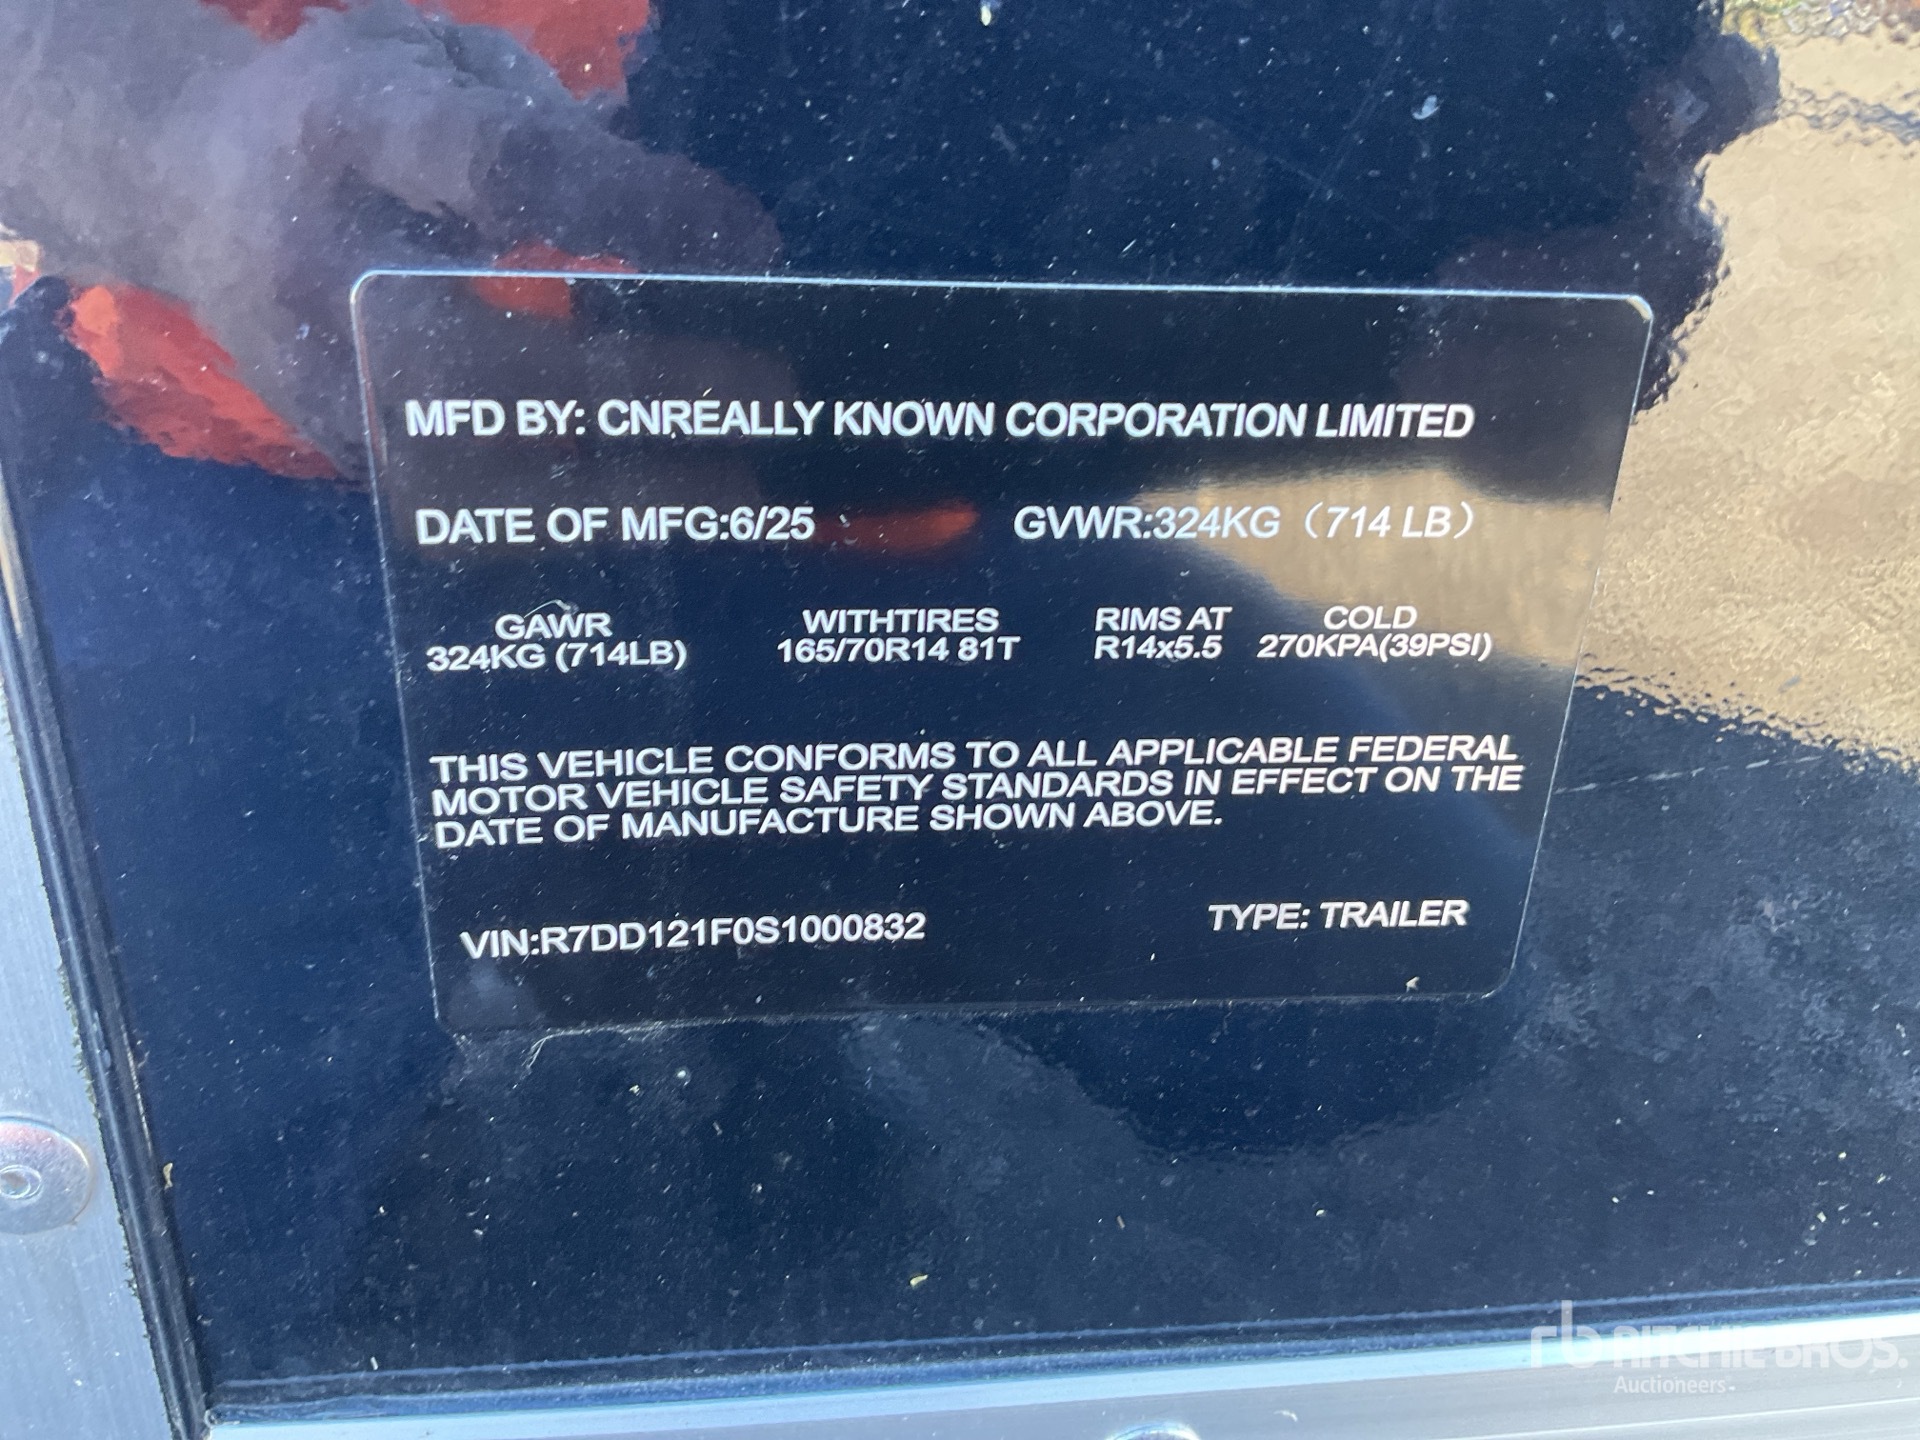 MFD BY: CNREALLY KNOWN CORPORATION LIMITED
DATE OF MFG:6/25 GVWR:324KG (714 LB)
GAWR WITHTIRES RIMS AT COLD
324KG (714LB) 165/70R14 81T R14x5.5 270KPA(39PSI)
THIS VEHICLE CONFORMS TO ALL APPLICABLE FEDERAL
MOTOR VEHICLE SAFETY STANDARDS IN EFFECT ON THE
DATE OF MANUFACTURE SHOWN ABOVE.
VIN:R7DD121F0S1000832 TYPE: TRAILER
rb RITCHIE BROS.
Auctioneers